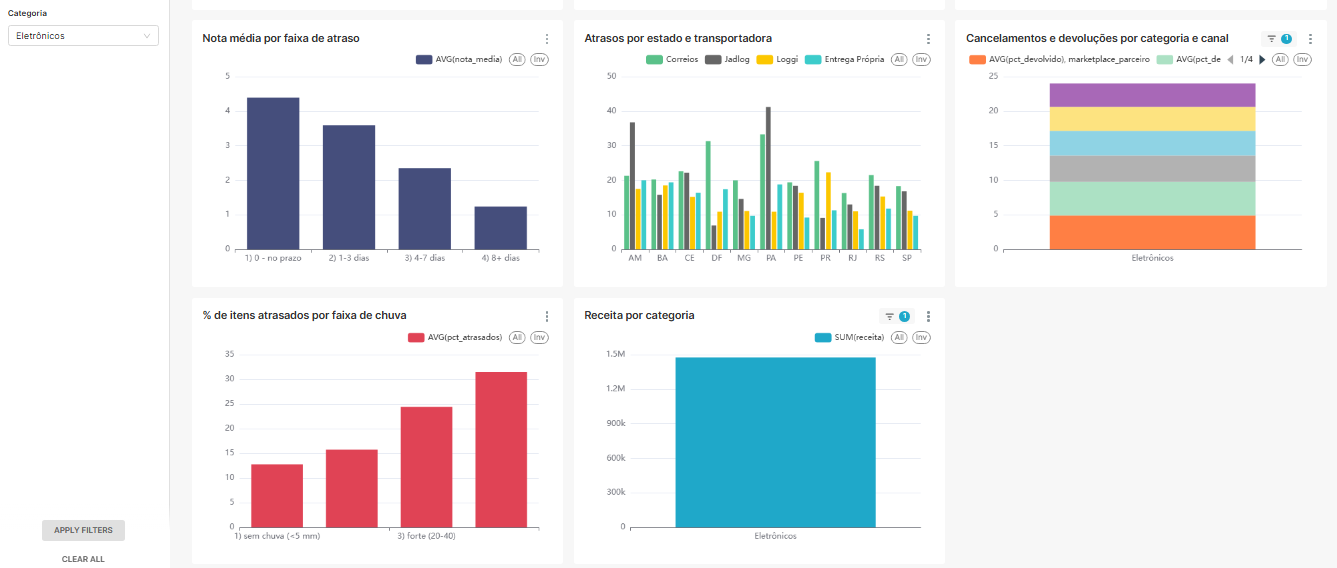 Categoria
Eletrônicos
APPLY FILTERS
CLEAR ALL
Nota média por faixa de atraso
AVG(nota_media) All Inv
5
4
3
2
1
0
1) 0 - no prazo 2) 1-3 dias 3) 4-7 dias 4) 8+ dias
Atrasos por estado e transportadora
Correios Jadlog Loggi Entrega Própria All Inv
50
40
30
20
10
0
AM BA CE DF MG PA PE PR RJ RS SP
Cancelamentos e devoluções por categoria e canal 1
AVG(pct_devolvido), marketplace_parceiro AVG(pct_de 1/4 All Inv
25
20
15
10
5
0
Eletrônicos
% de itens atrasados por faixa de chuva
AVG(pct_atrasados) All Inv
35
30
25
20
15
10
5
0
1) sem chuva (<5 mm) 3) forte (20-40)
Receita por categoria 1
SUM(receita) All Inv
1.5M
1.2M
900k
600k
300k
0
Eletrônicos